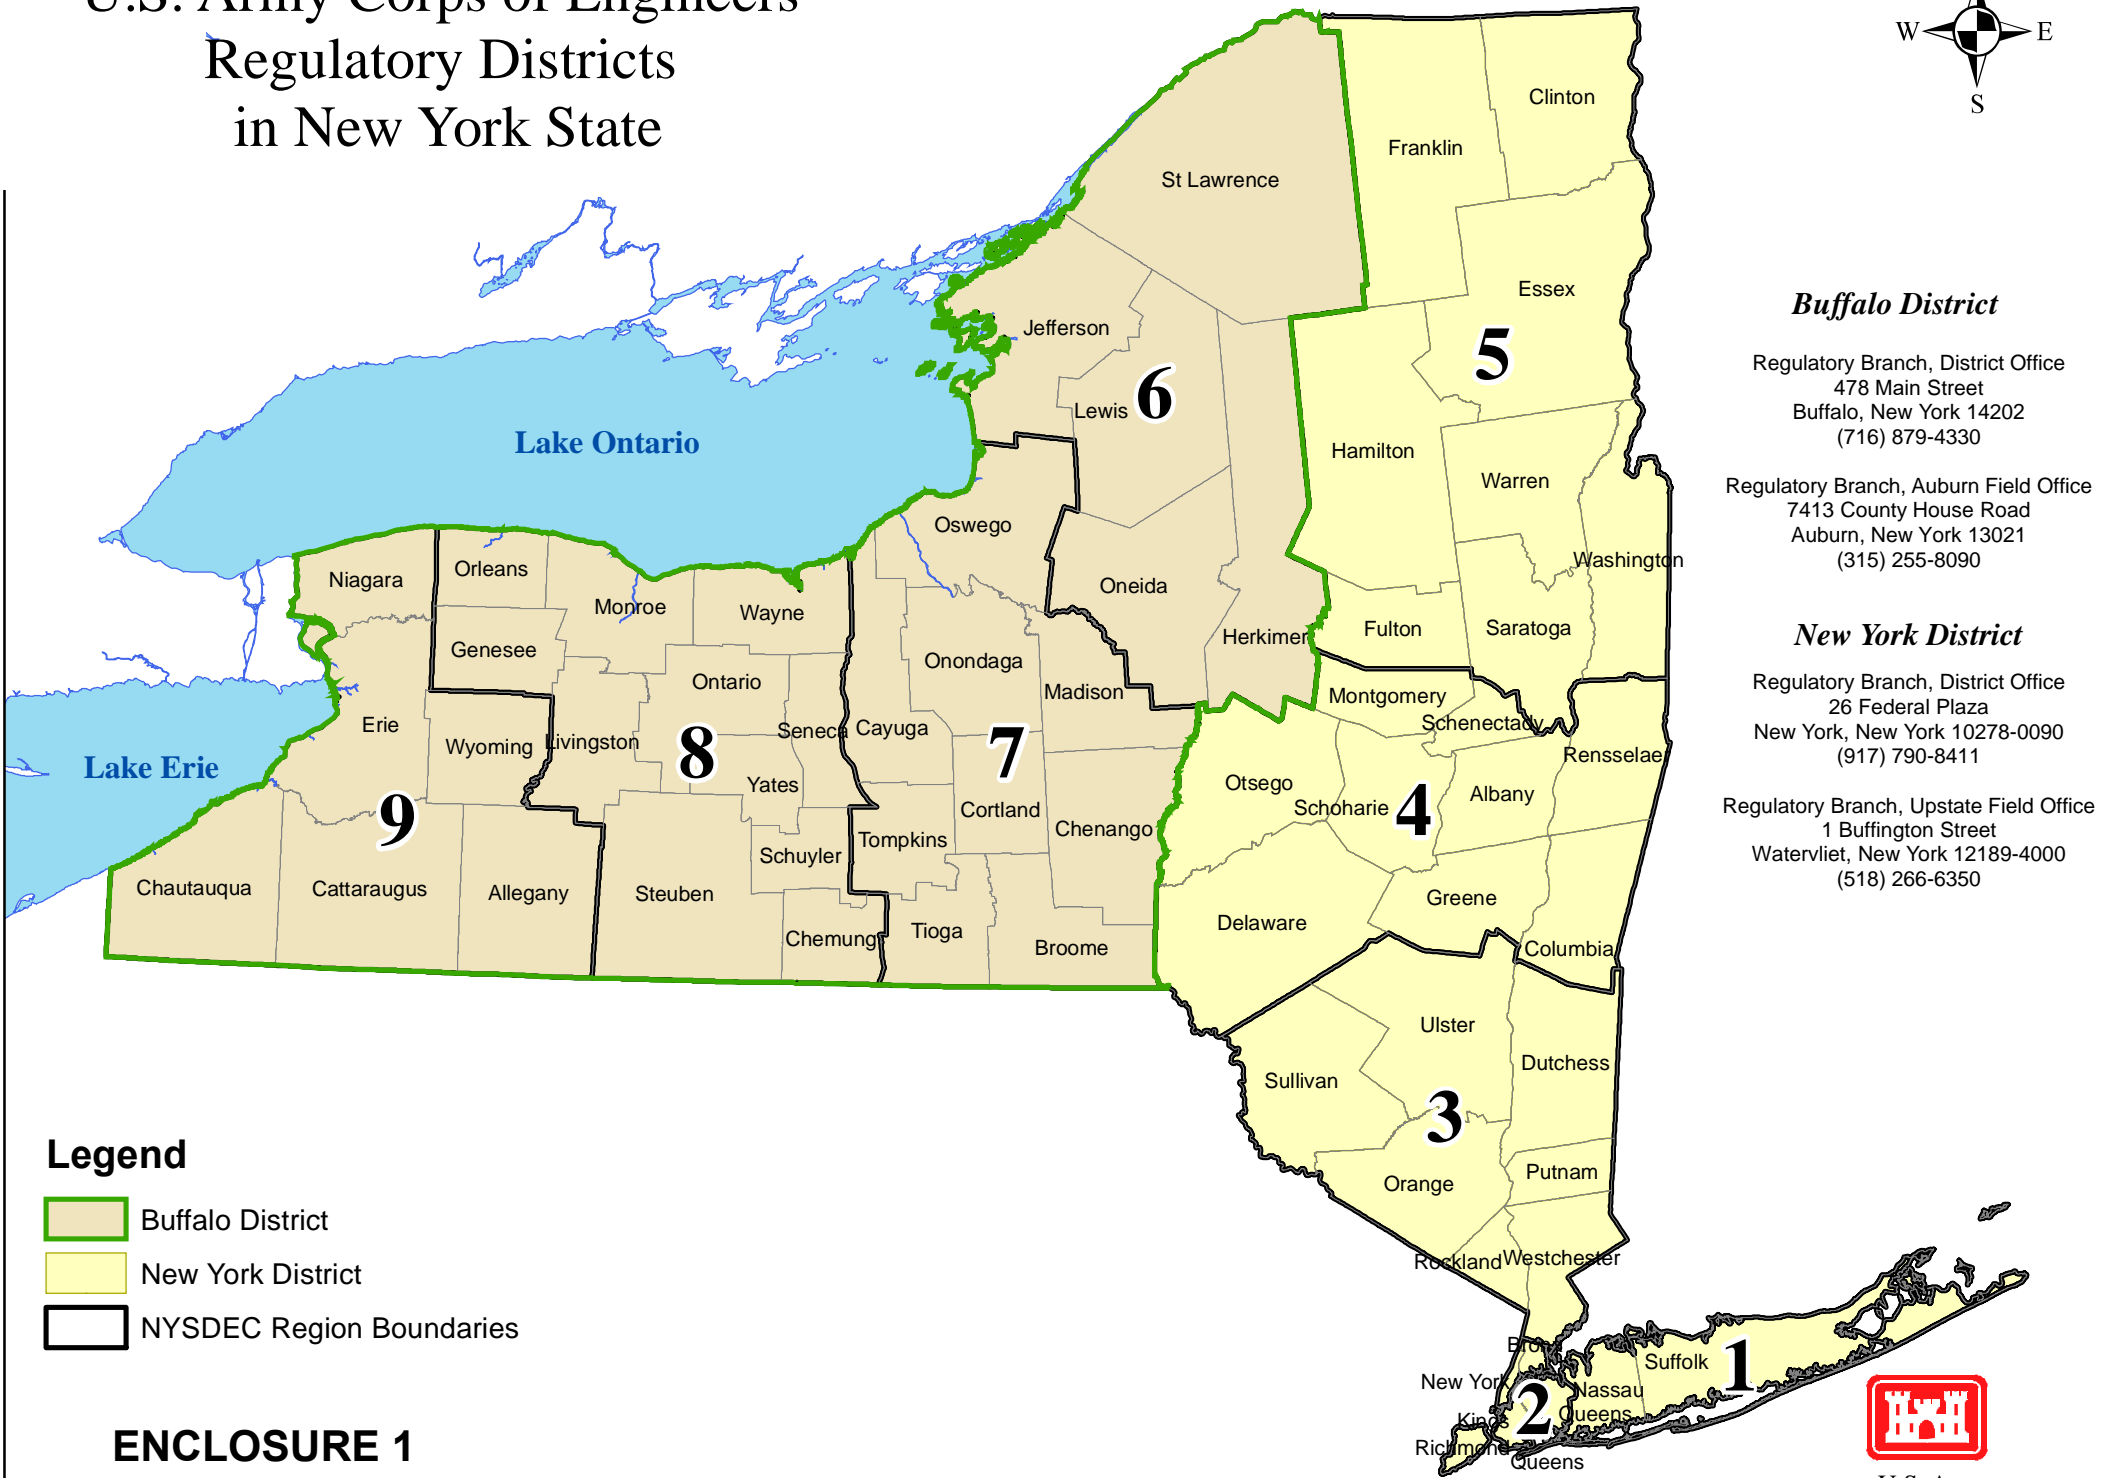 U.S. Army Corps of Engineers
Regulatory Districts
in New York State
W E
S
Clinton
Franklin
St Lawrence
Essex
Jefferson
5
6
Lewis
Lake Ontario
Hamilton
Warren
Oswego
Washington
Niagara
Orleans
Monroe
Wayne
Oneida
Herkimer
Fulton
Saratoga
Genesee
Onondaga
Ontario
Madison
Montgomery
Schenectady
Erie
Wyoming
Livingston
8
Seneca
Cayuga
7
Rensselaer
Lake Erie
Yates
Otsego
Schoharie
4
Albany
9
Cortland
Chenango
Tompkins
Schuyler
Chautauqua
Cattaraugus
Allegany
Steuben
Greene
Delaware
Chemung
Tioga
Broome
Columbia
Ulster
Dutchess
Sullivan
3
Putnam
Orange
Rockland
Westchester
Bronx
New York
Suffolk
1
2
Nassau
Queens
Kings
Richmond
Queens
Buffalo District
Regulatory Branch, District Office
478 Main Street
Buffalo, New York 14202
(716) 879-4330
Regulatory Branch, Auburn Field Office
7413 County House Road
Auburn, New York 13021
(315) 255-8090
New York District
Regulatory Branch, District Office
26 Federal Plaza
New York, New York 10278-0090
(917) 790-8411
Regulatory Branch, Upstate Field Office
1 Buffington Street
Watervliet, New York 12189-4000
(518) 266-6350
Legend
Buffalo District
New York District
NYSDEC Region Boundaries
ENCLOSURE 1